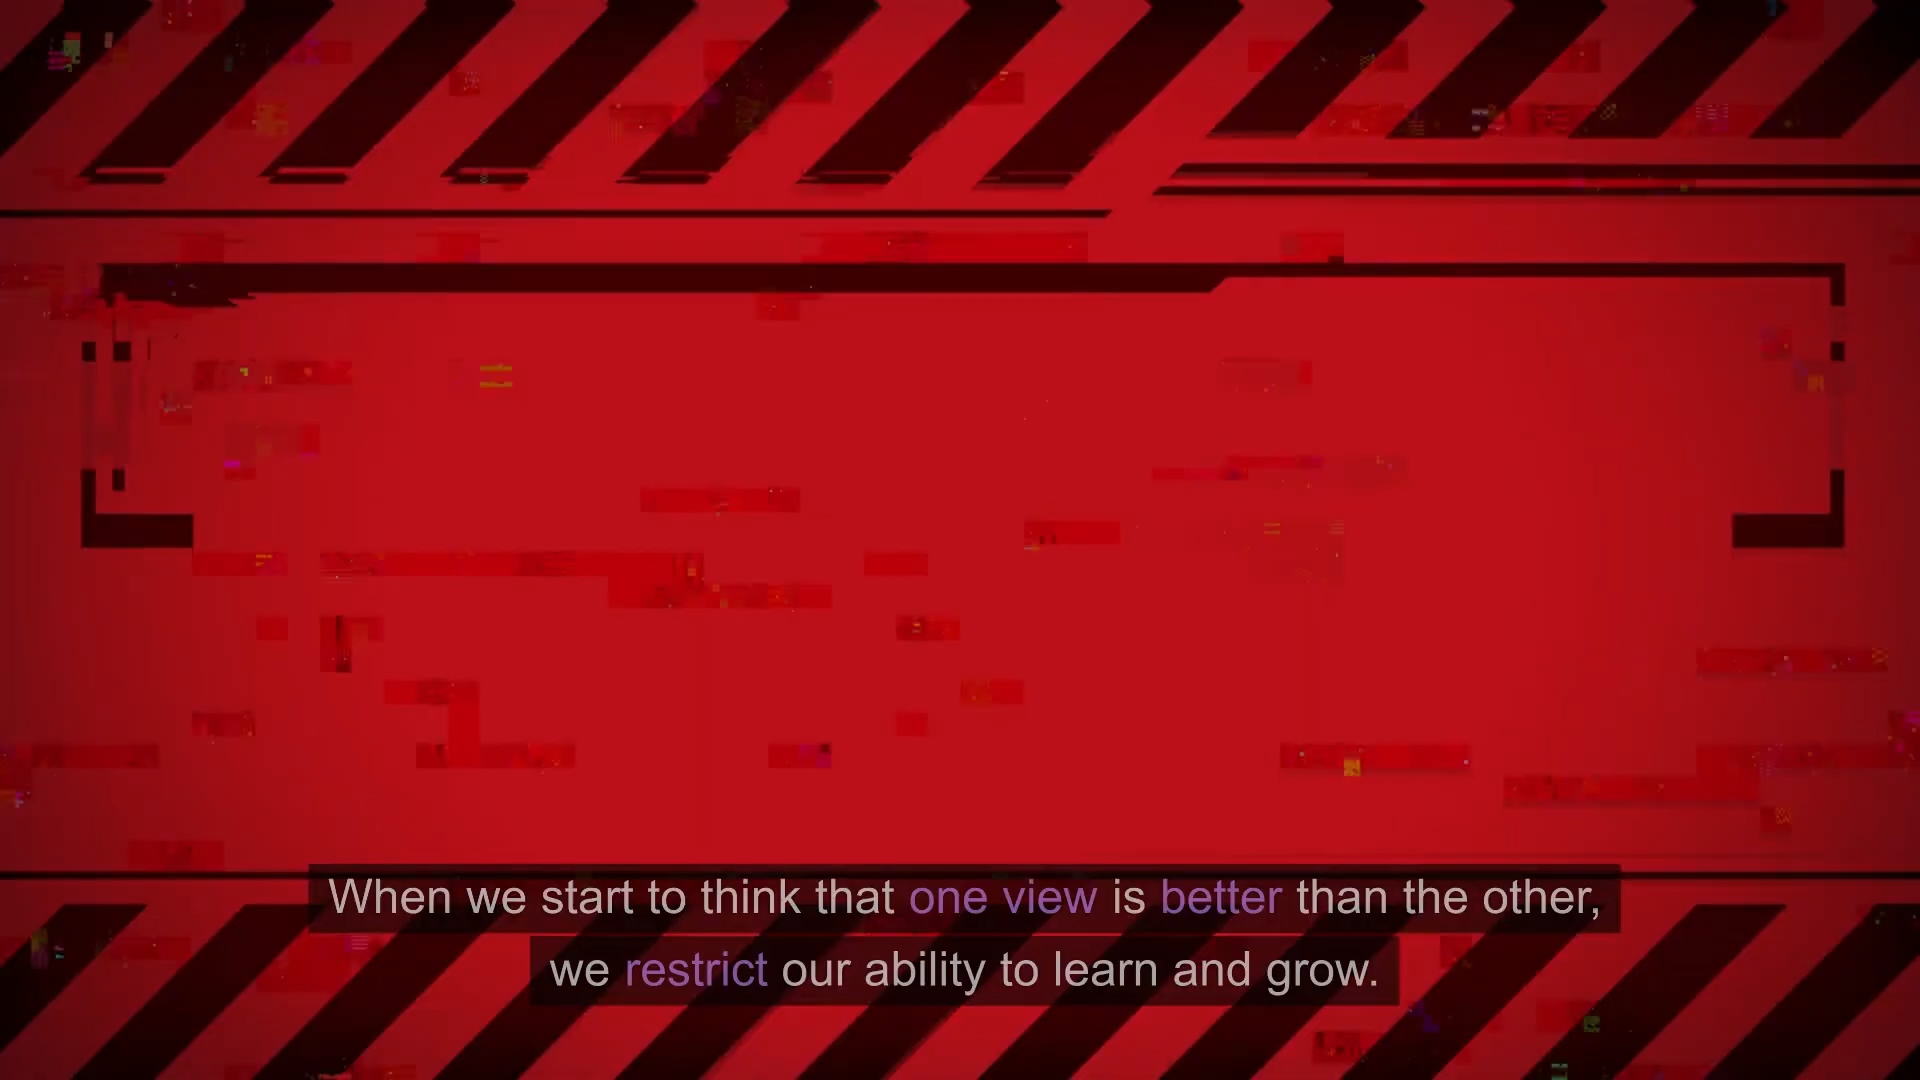 When we start to think that one view is better than the other,
we restrict our ability to learn and grow.